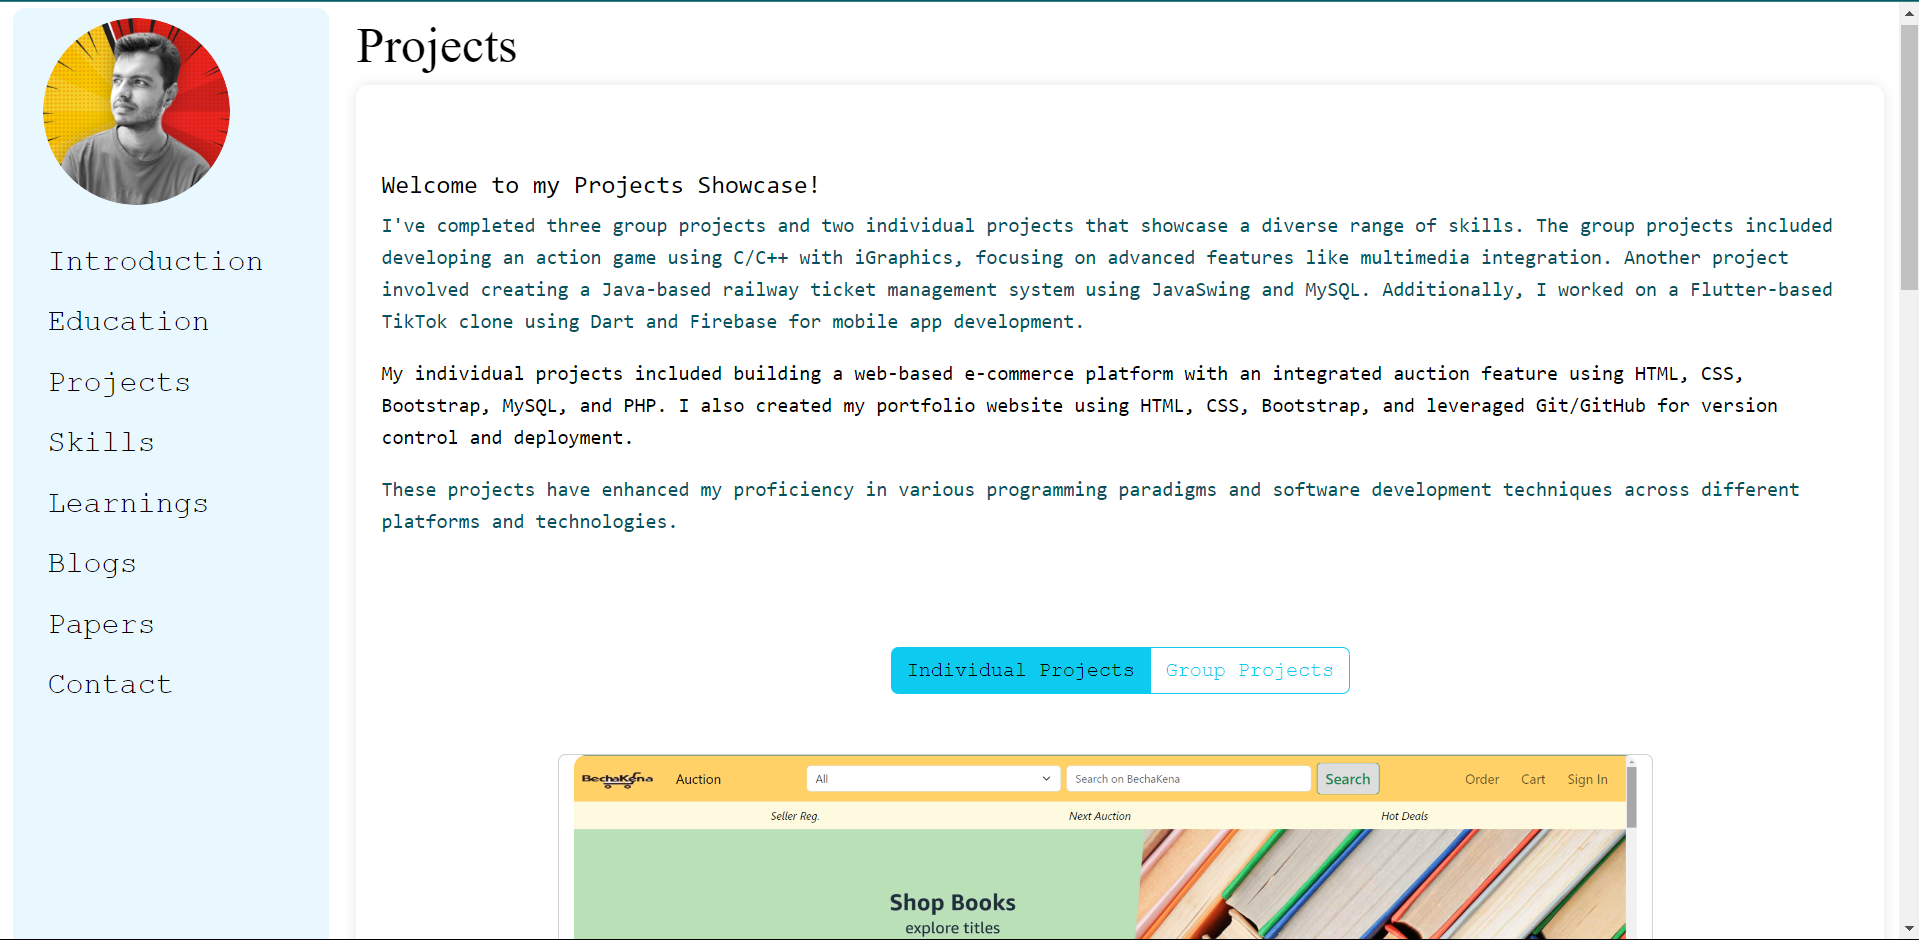 Projects
Introduction
Education
Projects
Skills
Learnings
Blogs
Papers
Contact
Welcome to my Projects Showcase!
I've completed three group projects and two individual projects that showcase a diverse range of skills. The group projects included
developing an action game using C/C++ with iGraphics, focusing on advanced features like multimedia integration. Another project
involved creating a Java-based railway ticket management system using JavaSwing and MySQL. Additionally, I worked on a Flutter-based
TikTok clone using Dart and Firebase for mobile app development.
My individual projects included building a web-based e-commerce platform with an integrated auction feature using HTML, CSS,
Bootstrap, MySQL, and PHP. I also created my portfolio website using HTML, CSS, Bootstrap, and leveraged Git/GitHub for version
control and deployment.
These projects have enhanced my proficiency in various programming paradigms and software development techniques across different
platforms and technologies.
Individual Projects Group Projects
BechaKena Auction All Search on BechaKena Search Order Cart Sign In
Seller Reg. Next Auction Hot Deals
Shop Books
explore titles